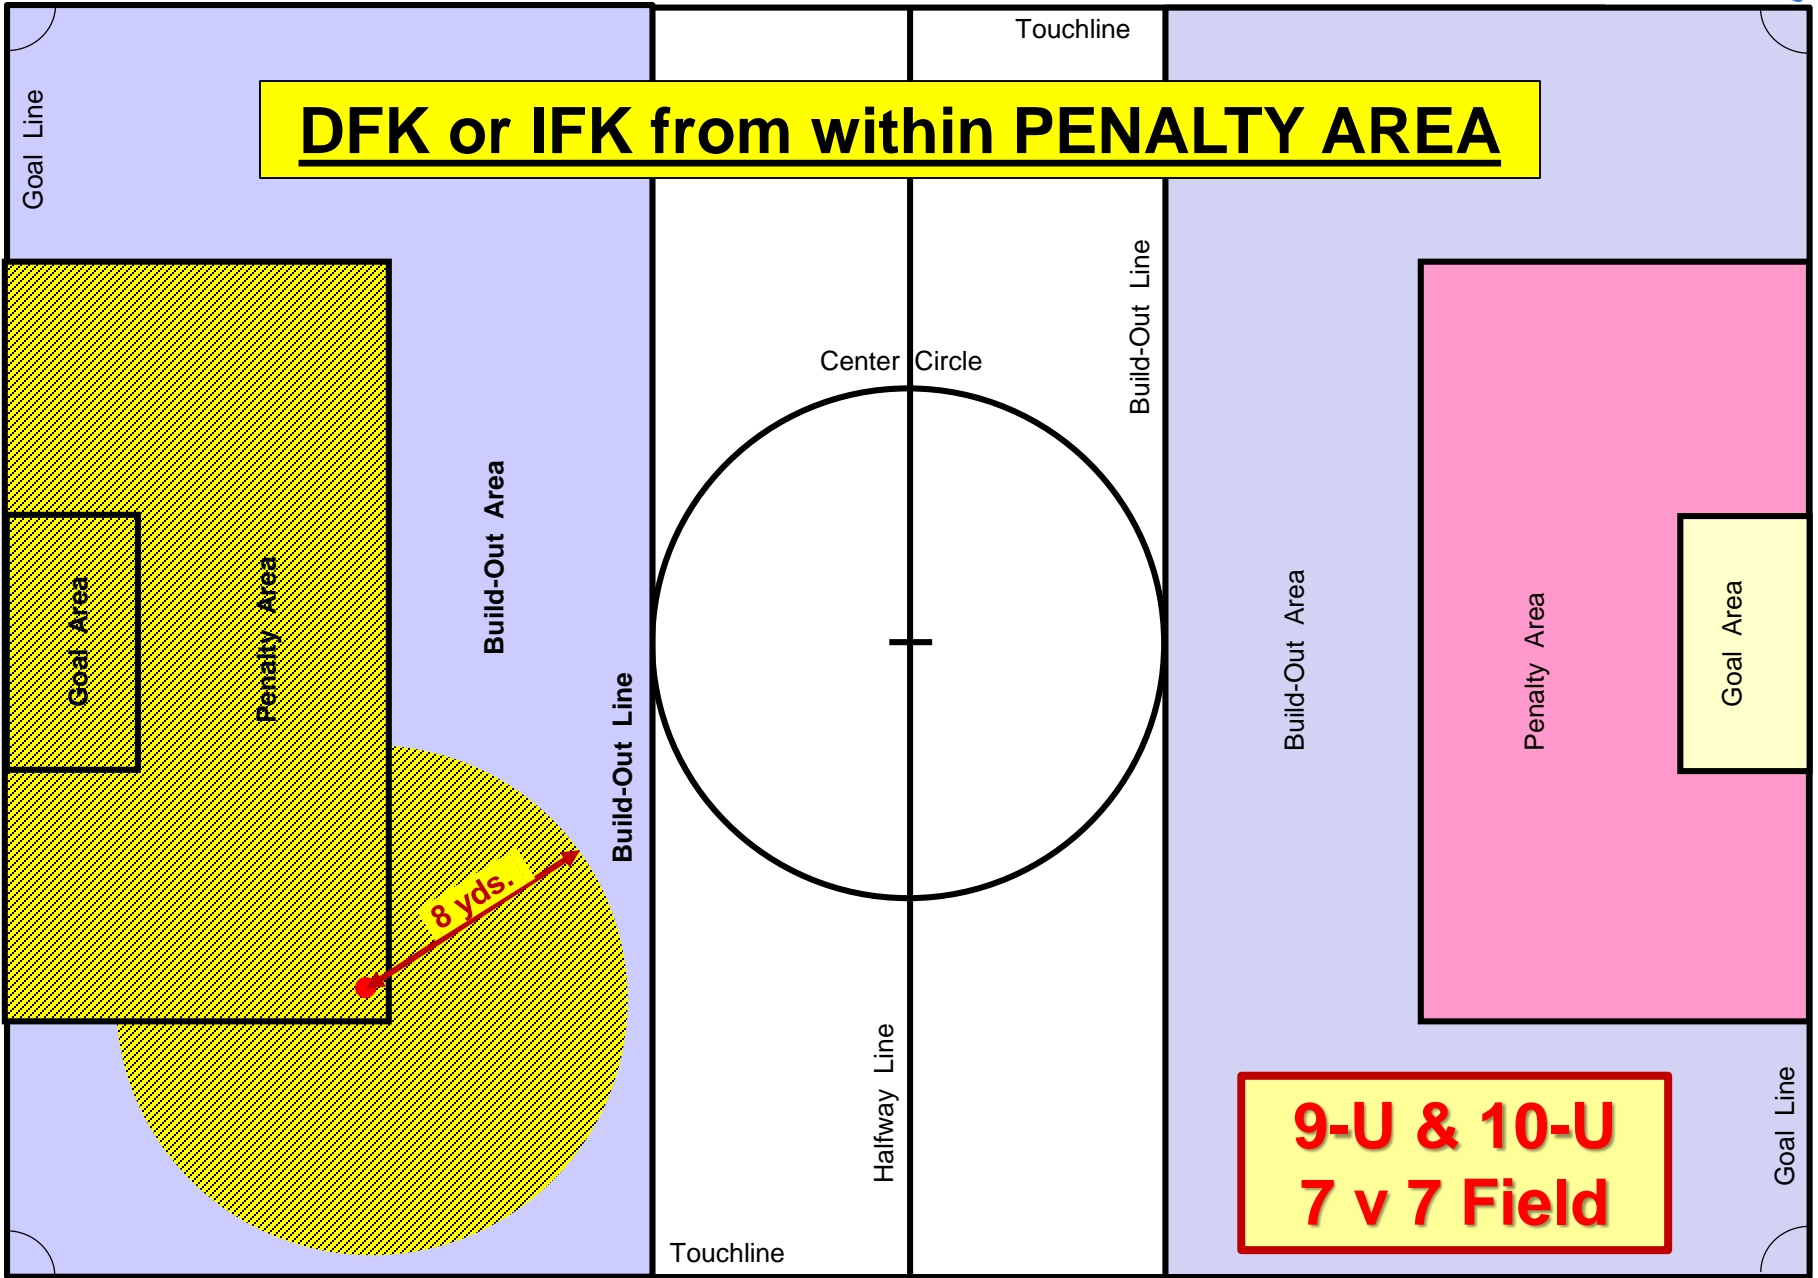 Touchline
Goal Line
DFK or IFK from within PENALTY AREA
Build-Out Line
Center Circle
Build-Out Area
Goal Area
Penalty Area
Build-Out Line
8 yds.
Build-Out Area
Penalty Area
Goal Area
Halfway Line
Goal Line
9-U & 10-U
7 v 7 Field
Touchline